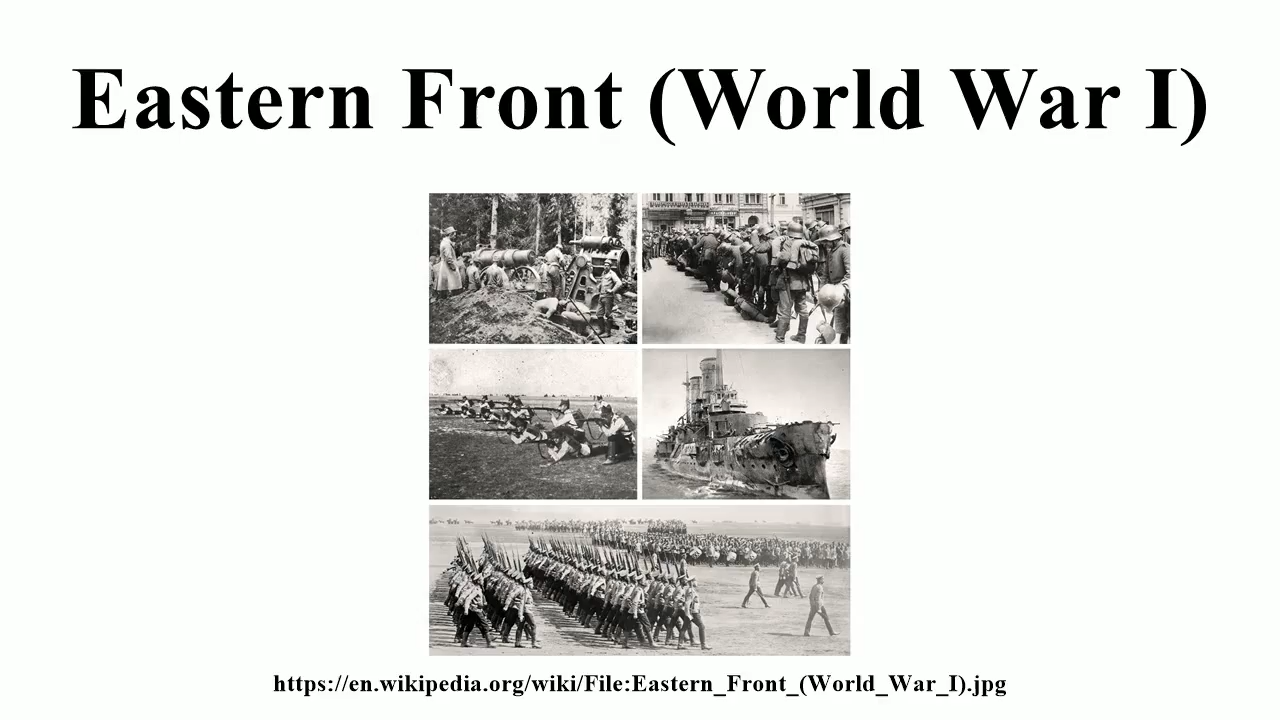 Eastern Front (World War I)
https://en.wikipedia.org/wiki/File:Eastern_Front_(World_War_I).jpg